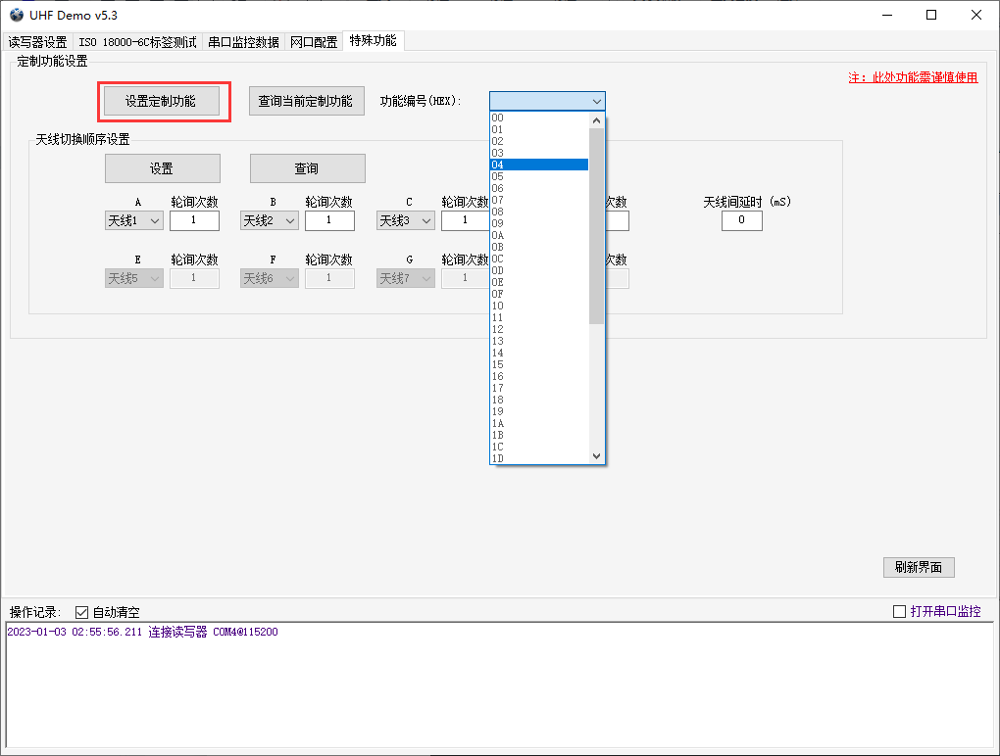 UHF Demo v5.3
读写器设置 ISO 18000-6C标签测试 串口监控数据 网口配置 特殊功能
定制功能设置
注：此处功能需谨慎使用
设置定制功能 查询当前定制功能 功能编号(HEX):
天线切换顺序设置
设置 查询
A 轮询次数 B 轮询次数 C 轮询次数 次数 天线间延时 (mS)
天线1 1 天线2 1 天线3 1 0
E 轮询次数 F 轮询次数 G 轮询次数 次数
天线5 1 天线6 1 天线7 1
00
01
02
03
04
05
06
07
08
09
0A
0B
0C
0D
0E
0F
10
11
12
13
14
15
16
17
18
19
1A
1B
1C
1D
刷新界面
操作记录: 自动清空 打开串口监控
2023-01-03 02:55:56.211 连接读写器 COM4@115200